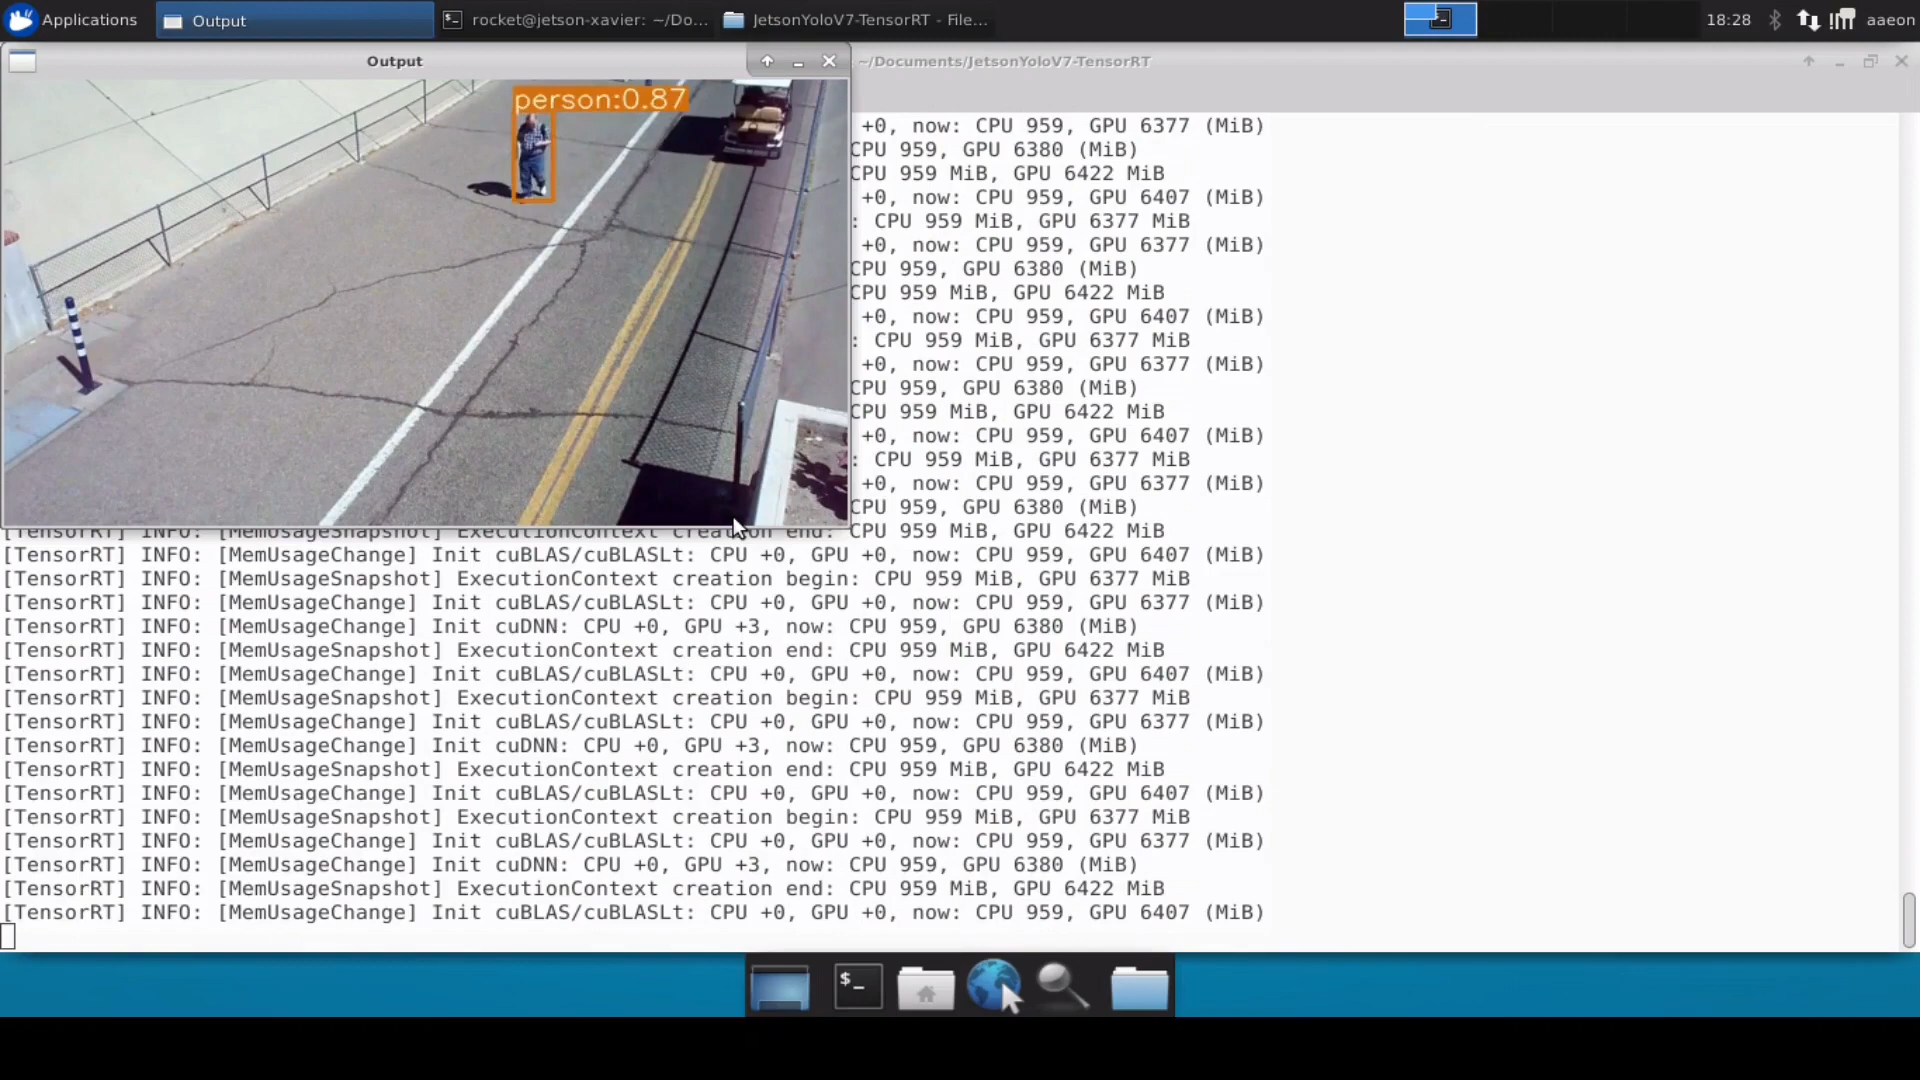 Applications
Output
rocket@jetson-xavier: ~/Do...
JetsonYoloV7-TensorRT - File...
18:28
aaeon
Output
~/Documents/JetsonYoloV7-TensorRT
person:0.87
+0, now: CPU 959, GPU 6377 (MiB)
CPU 959, GPU 6380 (MiB)
CPU 959 MiB, GPU 6422 MiB
+0, now: CPU 959, GPU 6407 (MiB)
: CPU 959 MiB, GPU 6377 MiB
+0, now: CPU 959, GPU 6377 (MiB)
CPU 959, GPU 6380 (MiB)
CPU 959 MiB, GPU 6422 MiB
+0, now: CPU 959, GPU 6407 (MiB)
: CPU 959 MiB, GPU 6377 MiB
+0, now: CPU 959, GPU 6377 (MiB)
CPU 959, GPU 6380 (MiB)
CPU 959 MiB, GPU 6422 MiB
+0, now: CPU 959, GPU 6407 (MiB)
: CPU 959 MiB, GPU 6377 MiB
+0, now: CPU 959, GPU 6377 (MiB)
CPU 959, GPU 6380 (MiB)
[TensorRT] INFO: [MemUsageSnapshot] ExecutionContext creation end: CPU 959 MiB, GPU 6422 MiB
[TensorRT] INFO: [MemUsageChange] Init cuBLAS/cuBLASLt: CPU +0, GPU +0, now: CPU 959, GPU 6407 (MiB)
[TensorRT] INFO: [MemUsageSnapshot] ExecutionContext creation begin: CPU 959 MiB, GPU 6377 MiB
[TensorRT] INFO: [MemUsageChange] Init cuBLAS/cuBLASLt: CPU +0, GPU +0, now: CPU 959, GPU 6377 (MiB)
[TensorRT] INFO: [MemUsageChange] Init cuDNN: CPU +0, GPU +3, now: CPU 959, GPU 6380 (MiB)
[TensorRT] INFO: [MemUsageSnapshot] ExecutionContext creation end: CPU 959 MiB, GPU 6422 MiB
[TensorRT] INFO: [MemUsageChange] Init cuBLAS/cuBLASLt: CPU +0, GPU +0, now: CPU 959, GPU 6407 (MiB)
[TensorRT] INFO: [MemUsageSnapshot] ExecutionContext creation begin: CPU 959 MiB, GPU 6377 MiB
[TensorRT] INFO: [MemUsageChange] Init cuBLAS/cuBLASLt: CPU +0, GPU +0, now: CPU 959, GPU 6377 (MiB)
[TensorRT] INFO: [MemUsageChange] Init cuDNN: CPU +0, GPU +3, now: CPU 959, GPU 6380 (MiB)
[TensorRT] INFO: [MemUsageSnapshot] ExecutionContext creation end: CPU 959 MiB, GPU 6422 MiB
[TensorRT] INFO: [MemUsageChange] Init cuBLAS/cuBLASLt: CPU +0, GPU +0, now: CPU 959, GPU 6407 (MiB)
[TensorRT] INFO: [MemUsageSnapshot] ExecutionContext creation begin: CPU 959 MiB, GPU 6377 MiB
[TensorRT] INFO: [MemUsageChange] Init cuBLAS/cuBLASLt: CPU +0, GPU +0, now: CPU 959, GPU 6377 (MiB)
[TensorRT] INFO: [MemUsageChange] Init cuDNN: CPU +0, GPU +3, now: CPU 959, GPU 6380 (MiB)
[TensorRT] INFO: [MemUsageSnapshot] ExecutionContext creation end: CPU 959 MiB, GPU 6422 MiB
[TensorRT] INFO: [MemUsageChange] Init cuBLAS/cuBLASLt: CPU +0, GPU +0, now: CPU 959, GPU 6407 (MiB)
$_